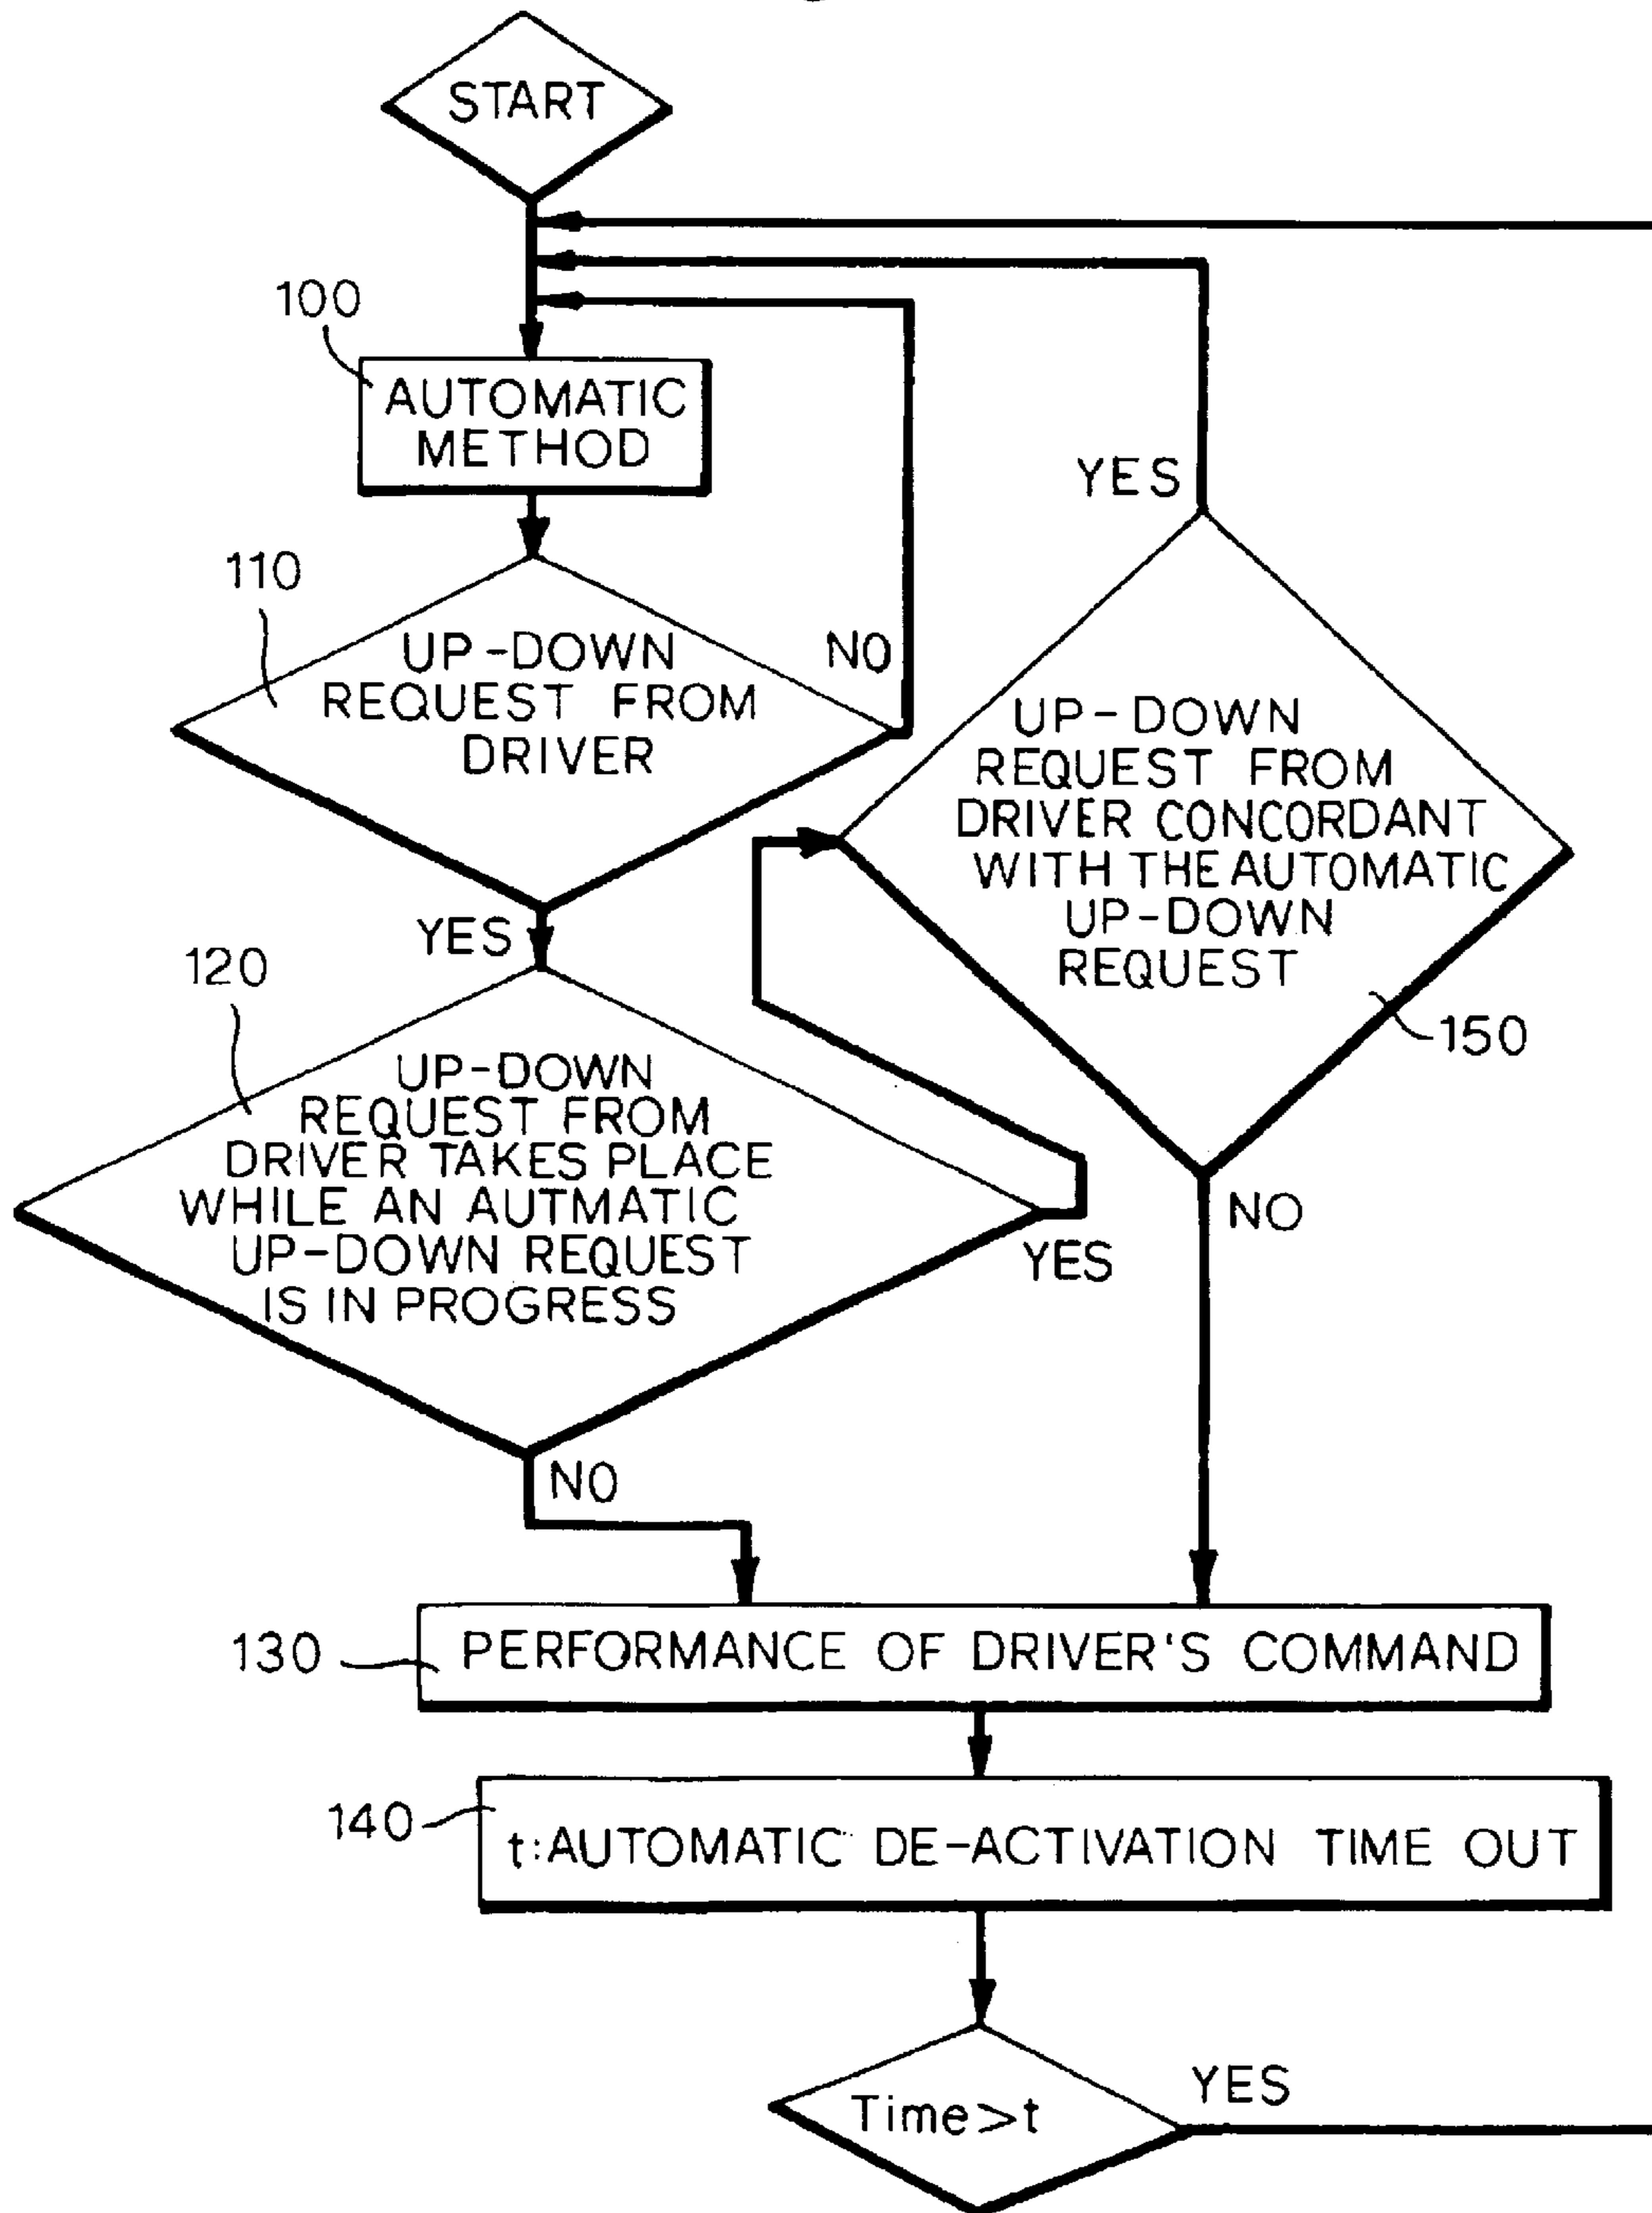 START
100
AUTOMATIC
METHOD
110
UP-DOWN
REQUEST FROM
DRIVER
NO
YES
YES
UP-DOWN
REQUEST FROM
DRIVER CONCORDANT
WITH THE AUTOMATIC
UP-DOWN
REQUEST
150
NO
120
UP-DOWN
REQUEST FROM
DRIVER TAKES PLACE
WHILE AN AUTMATIC
UP-DOWN REQUEST
IS IN PROGRESS
YES
NO
130
PERFORMANCE OF DRIVER'S COMMAND
140
t:AUTOMATIC DE-ACTIVATION TIME OUT
Time>t
YES